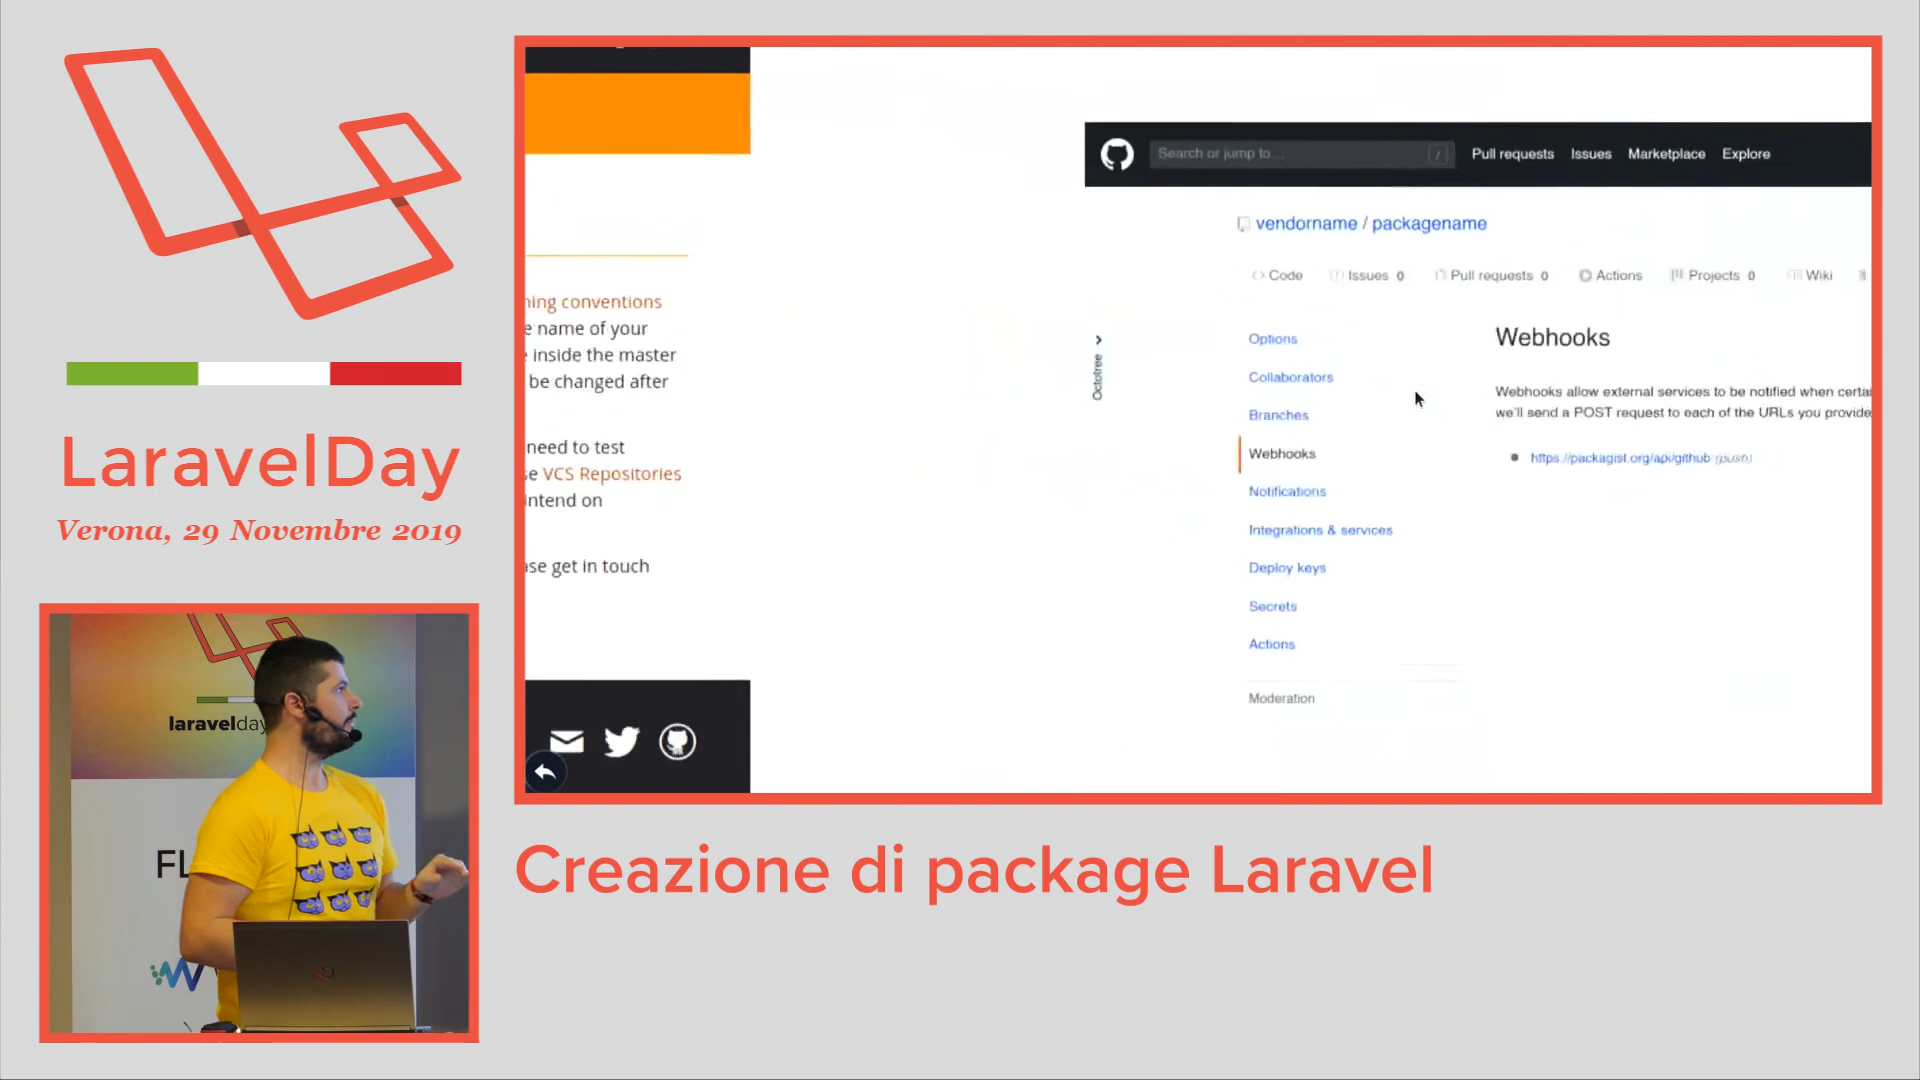 LaravelDay
Verona, 29 Novembre 2019
laravelday
FL
ning conventions
e name of your
inside the master
be changed after
need to test
se VCS Repositories
intend on
ase get in touch
Search or jump to...
/
Pull requests
Issues
Marketplace
Explore
vendorname / packagename
Code
Issues 0
Pull requests 0
Actions
Projects 0
Wiki
Octotree
Options
Collaborators
Branches
Webhooks
Notifications
Integrations & services
Deploy keys
Secrets
Actions
Moderation
Webhooks
Webhooks allow external services to be notified when certai
we'll send a POST request to each of the URLs you provide
https://packagist.org/api/github (push)
Creazione di package Laravel